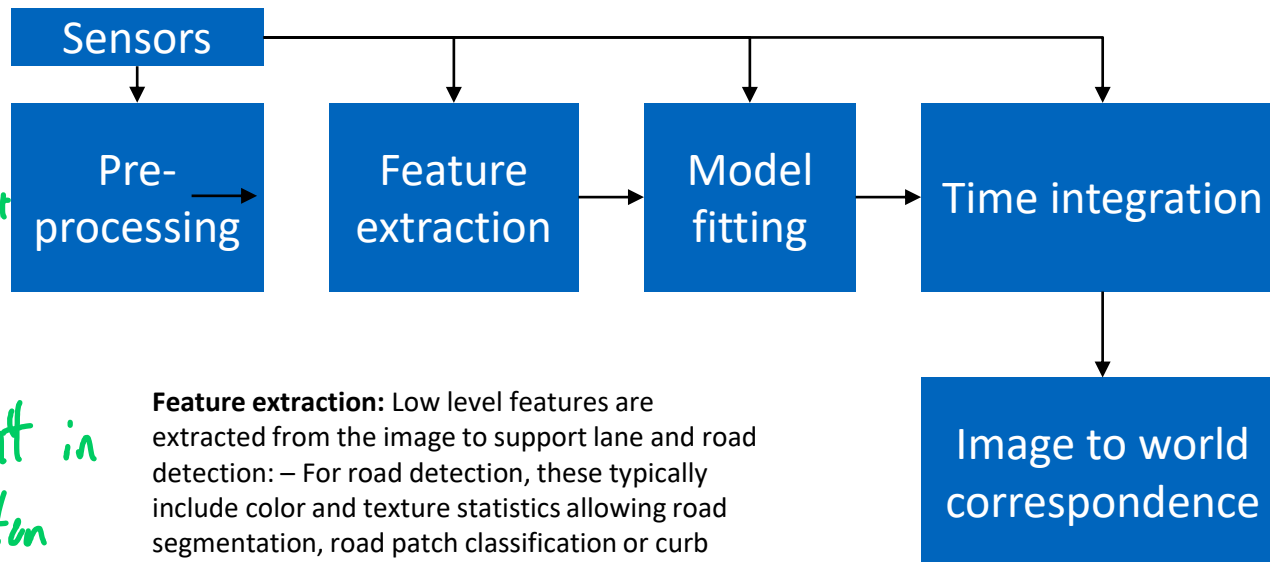 Sensors
Pre-
processing
Feature
extraction
Model
fitting
Time integration
Image to world
correspondence
in
Feature extraction: Low level features are
extracted from the image to support lane and road
detection: – For road detection, these typically
include color and texture statistics allowing road
segmentation, road patch classification or curb